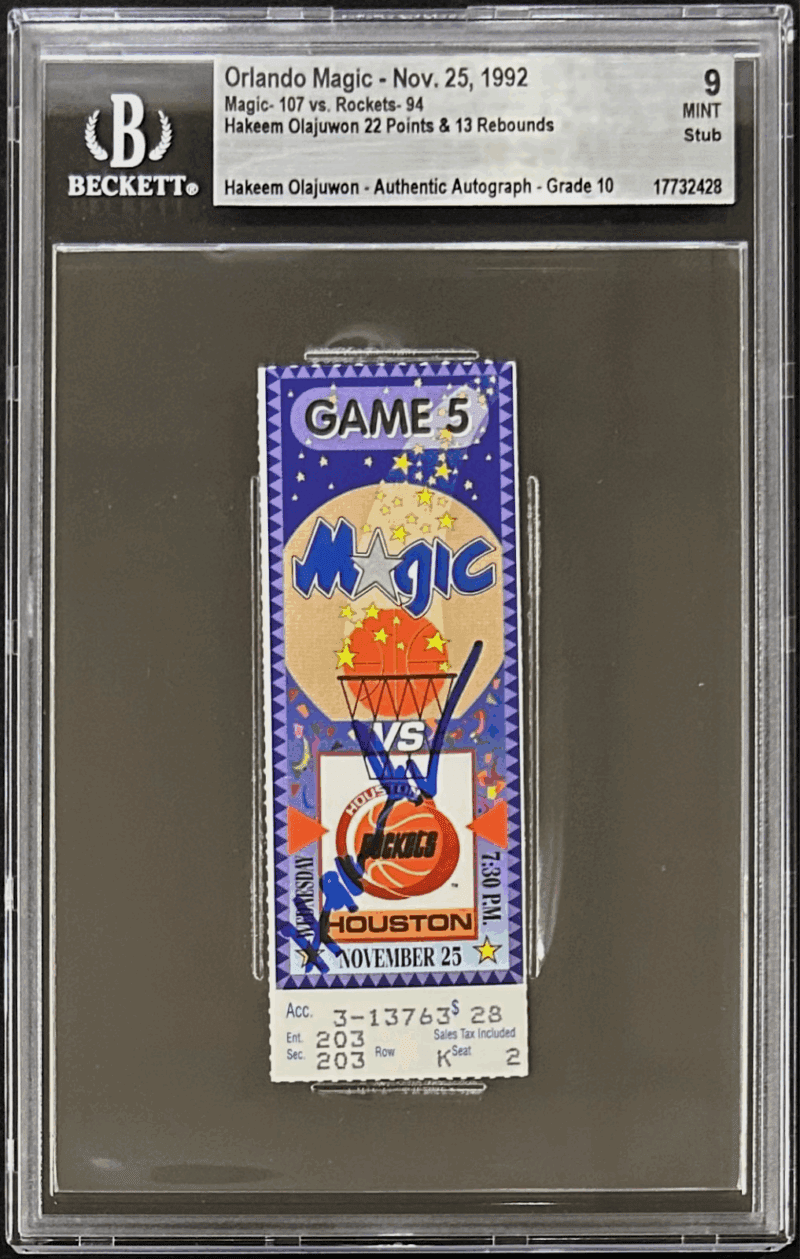 Orlando Magic - Nov. 25, 1992
Magic- 107 vs. Rockets- 94
Hakeem Olajuwon 22 Points & 13 Rebounds
Hakeem Olajuwon - Authentic Autograph - Grade 10
9
MINT
Stub
17732428
B
BECKETT®
GAME 5
Magic
VS
HOUSTON
ROCKETS
™
WEDNESDAY
7:30 P.M.
HOUSTON
NOVEMBER 25
Acc. 3-13763 $ 28
Ent. 203 Sales Tax Included
Sec. 203 Row K Seat 2